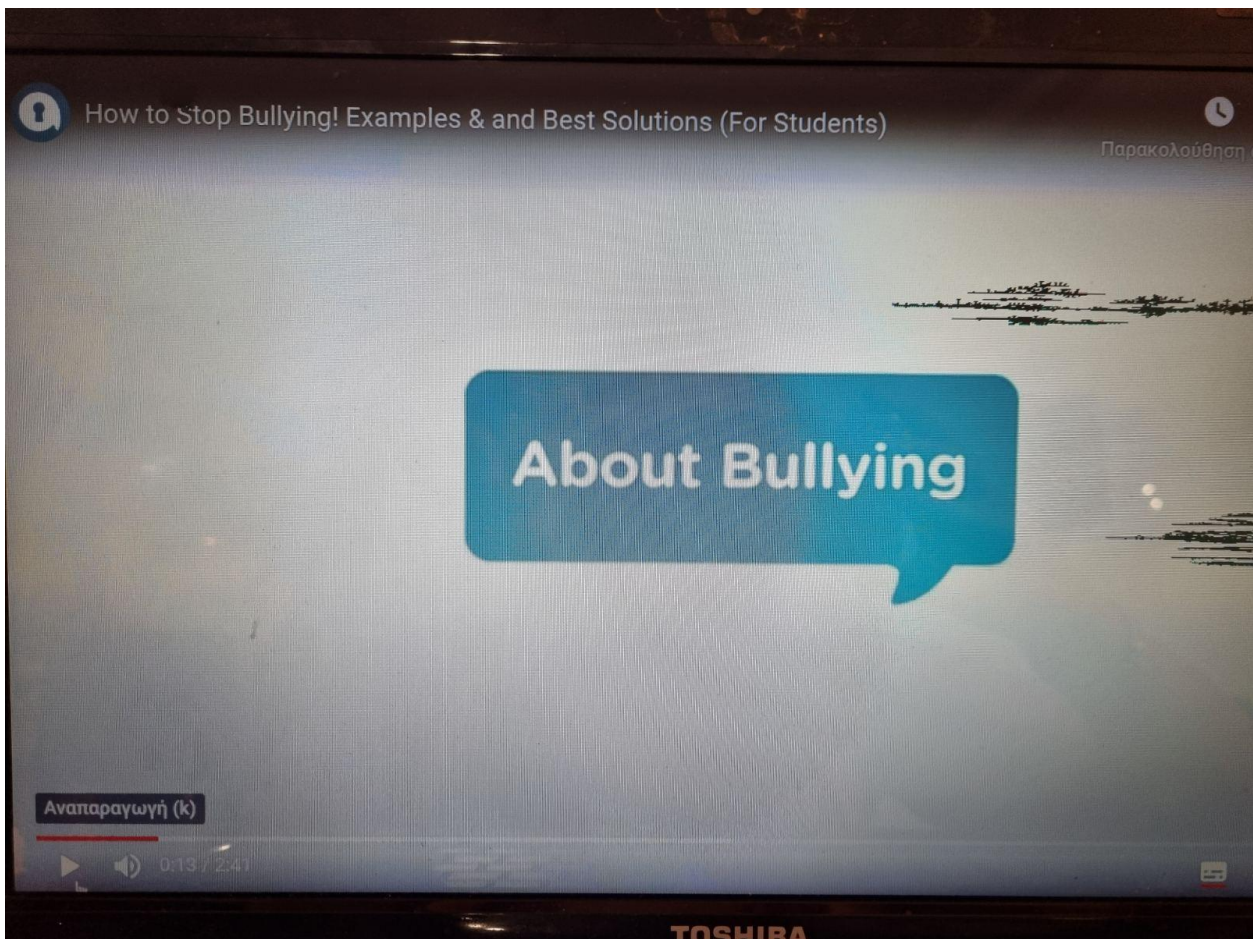 How to Stop Bullying! Examples & and Best Solutions (For Students)
Παρακολούθηση
About Bullying
Αναπαραγωγή (k)
0:13 / 2:41
TOSHIBA